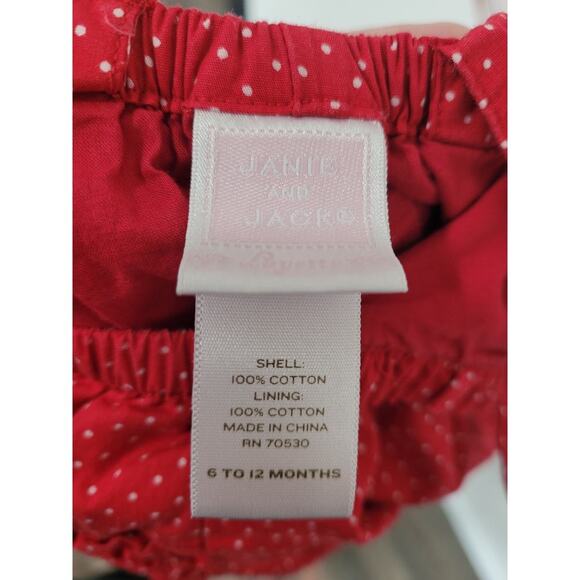 JANIE
AND
JACK®
SHELL:
100% COTTON
LINING:
100% COTTON
MADE IN CHINA
RN 70530
6 TO 12 MONTHS